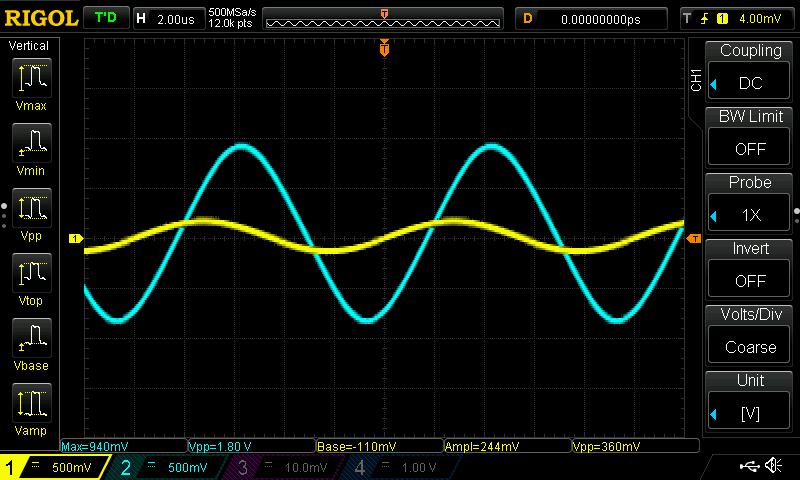 RIGOL T'D H 2.00us 500MSa/s D 0.00000000ps T 1 4.00mV
12.0k pts
T
Vertical
Vmax
Vmin
Vpp
Vtop
Vbase
Vamp
1
T
CH1
Coupling
DC
BW Limit
OFF
Probe
1X
Invert
OFF
Volts/Div
Coarse
Unit
[V]
Max=940mV Vpp=1.80 V Base=-110mV Ampl=244mV Vpp=360mV
1 500mV 2 500mV 3 10.0mV 4 1.00 V